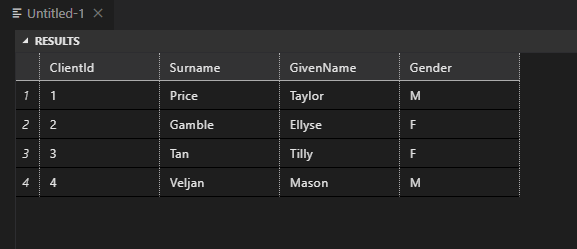 Untitled-1
RESULTS
ClientId Surname GivenName Gender
1 1 Price Taylor M
2 2 Gamble Ellyse F
3 3 Tan Tilly F
4 4 Veljan Mason M